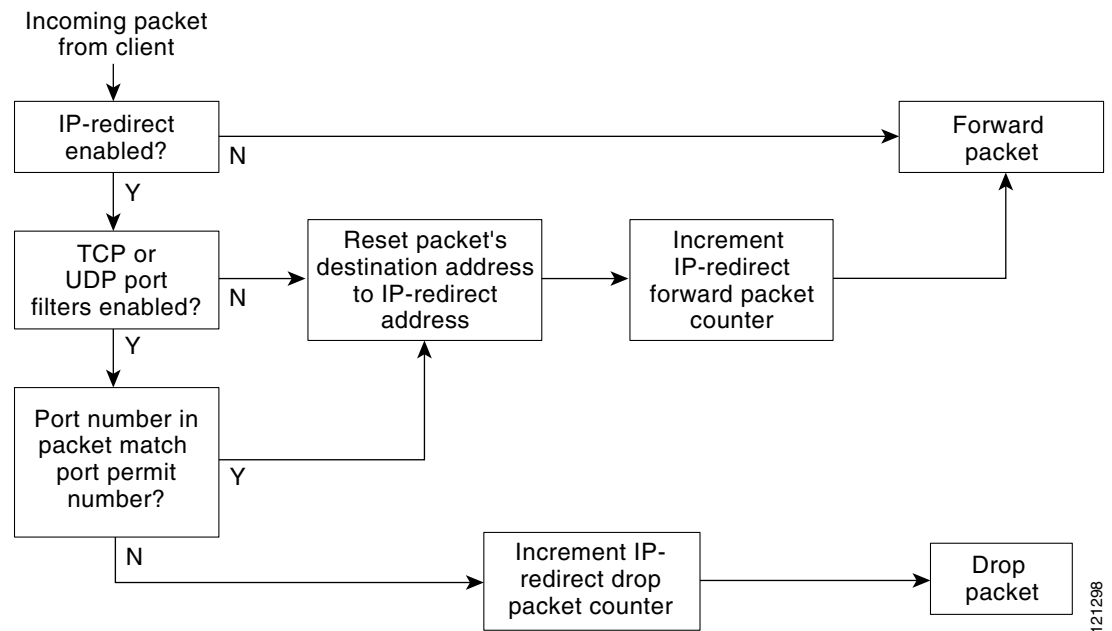 Incoming packet
from client
IP-redirect
enabled?
N
Forward
packet
Y
TCP or
UDP port
filters enabled?
N
Reset packet's
destination address
to IP-redirect
address
Increment
IP-redirect
forward packet
counter
Y
Port number in
packet match
port permit
number?
Y
N
Increment IP-
redirect drop
packet counter
Drop
packet
121298